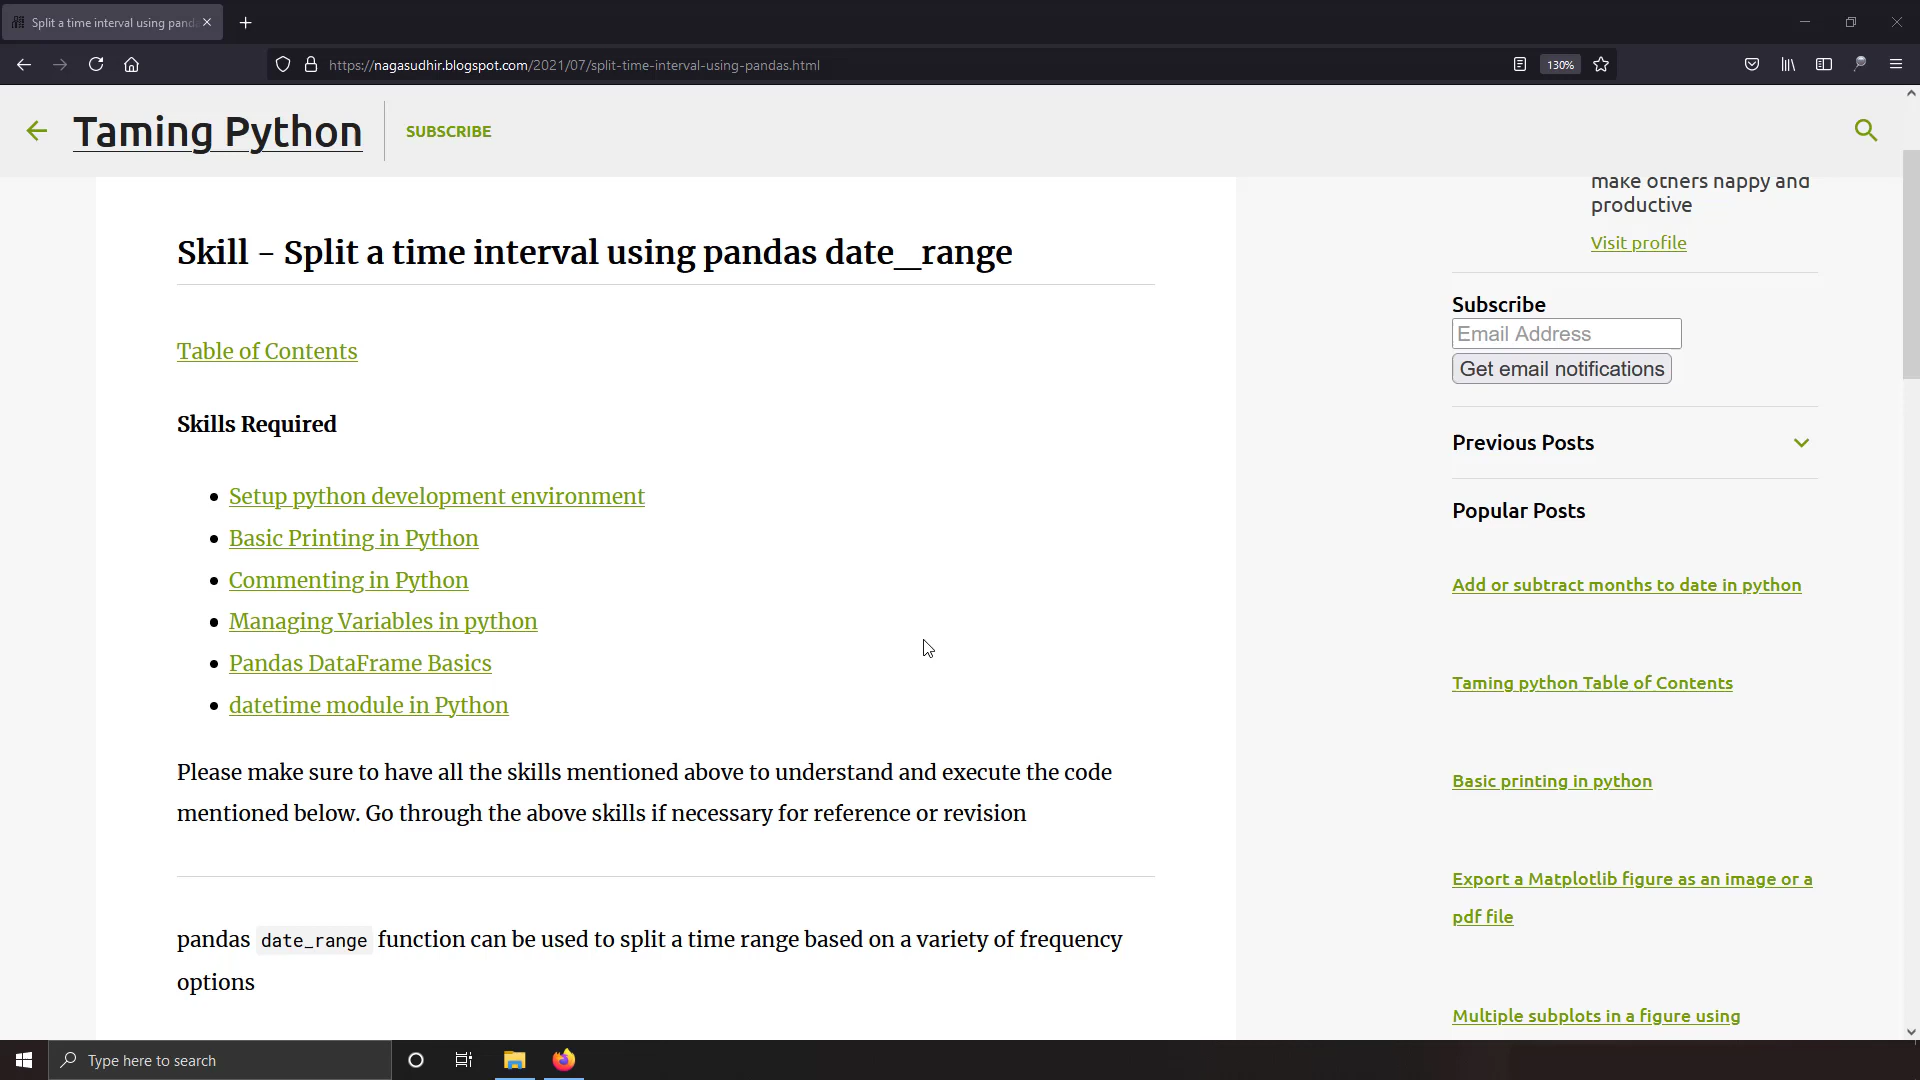 Split a time interval using pand
https://nagasudhir.blogspot.com/2021/07/split-time-interval-using-pandas.html
130%
Taming Python
SUBSCRIBE
make others happy and
productive
Visit profile
Skill - Split a time interval using pandas date_range
Subscribe
Email Address
Get email notifications
Table of Contents
Skills Required
Previous Posts
Setup python development environment
Basic Printing in Python
Commenting in Python
Managing Variables in python
Pandas DataFrame Basics
datetime module in Python
Popular Posts
Add or subtract months to date in python
Taming python Table of Contents
Basic printing in python
Export a Matplotlib figure as an image or a
pdf file
Multiple subplots in a figure using
Please make sure to have all the skills mentioned above to understand and execute the code
mentioned below. Go through the above skills if necessary for reference or revision
pandas date_range function can be used to split a time range based on a variety of frequency
options
Type here to search